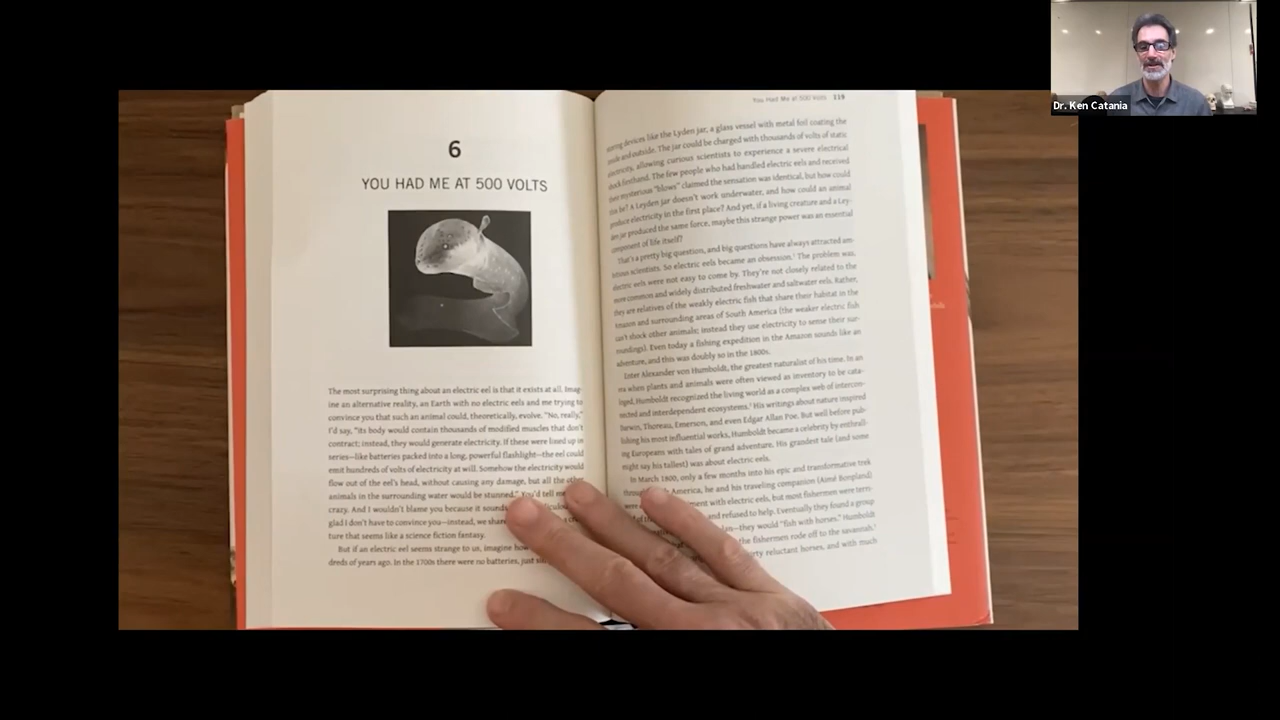 Dr. Ken Catania
6
YOU HAD ME AT 500 VOLTS
The most surprising thing about an electric eel is that it exists at all. Imag-
ine an alternative reality, an Earth with no electric eels and me trying to
convince you that such an animal could, theoretically, evolve. "No, really,"
I'd say, "its body would contain thousands of modified muscles that don't
contract; instead, they would generate electricity. If these were lined up in
series—like batteries packed into a long, powerful flashlight—the eel could
emit hundreds of volts of electricity at will. Somehow the electricity would
flow out of the eel's head, without causing any damage, but all the other
animals in the surrounding water would be stunned." You'd tell me
crazy. And I wouldn't blame you because it sounds
glad I don't have to convince you—instead, we share
ture that seems like a science fiction fantasy.
But if an electric eel seems strange to us, imagine how
dreds of years ago. In the 1700s there were no batteries, just
You Had Me at 500 Volts 119
storing devices like the Lyden jar, a glass vessel with metal foil coating the
inside and outside. The jar could be charged with thousands of volts of static
electricity, allowing curious scientists to experience a severe electrical
shock firsthand. The few people who had handled electric eels and received
their mysterious "blows" claimed the sensation was identical, but how could
this be? A Leyden jar doesn't work underwater, and how could an animal
produce electricity in the first place? And yet, if a living creature and a Ley-
den jar produced the same force, maybe this strange power was an essential
component of life itself?
That's a pretty big question, and big questions have always attracted am-
bitious scientists. So electric eels became an obsession. The problem was,
electric eels were not easy to come by. They're not closely related to the
more common and widely distributed freshwater and saltwater eels. Rather,
they are relatives of the weakly electric fish that share their habitat in the
Amazon and surrounding areas of South America (the weaker electric fish
can't shock other animals; instead they use electricity to sense their sur-
roundings). Even today a fishing expedition in the Amazon sounds like an
adventure, and this was doubly so in the 1800s.
Enter Alexander von Humboldt, the greatest naturalist of his time. In an
era when plants and animals were often viewed as inventory to be cata-
loged, Humboldt recognized the living world as a complex web of intercon-
nected and interdependent ecosystems. His writings about nature inspired
Darwin, Thoreau, Emerson, and even Edgar Allan Poe. But well before pub-
lishing his most influential works, Humboldt became a celebrity by enthrall-
ing Europeans with tales of grand adventure. His grandest tale (and some
might say his tallest) was about electric eels.
In March 1800, only a few months into his epic and transformative trek
through America, he and his traveling companion (Aimé Bonpland)
were with electric eels, but most fishermen were terri-
and refused to help. Eventually they found a group
they would "fish with horses." Humboldt
the fishermen rode off to the savannah.
thirty reluctant horses, and with much